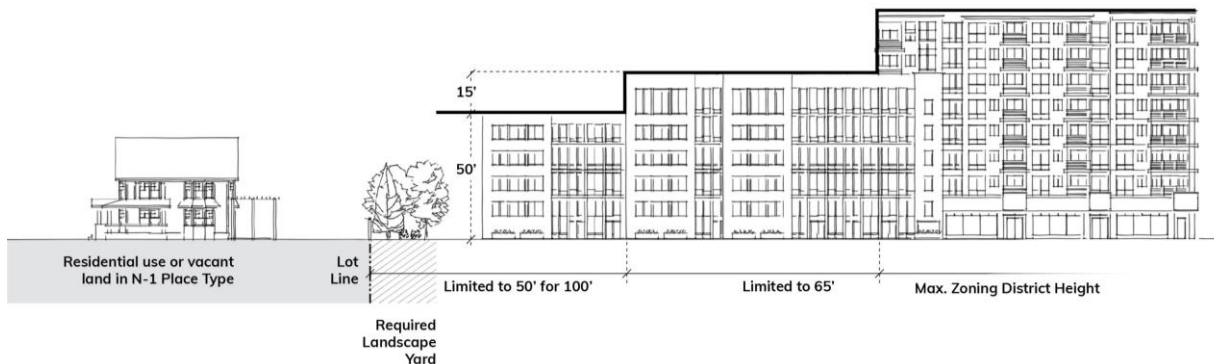 15'
50'
Residential use or vacant
land in N-1 Place Type
Lot
Line
Limited to 50' for 100'
Limited to 65'
Max. Zoning District Height
Required
Landscape
Yard